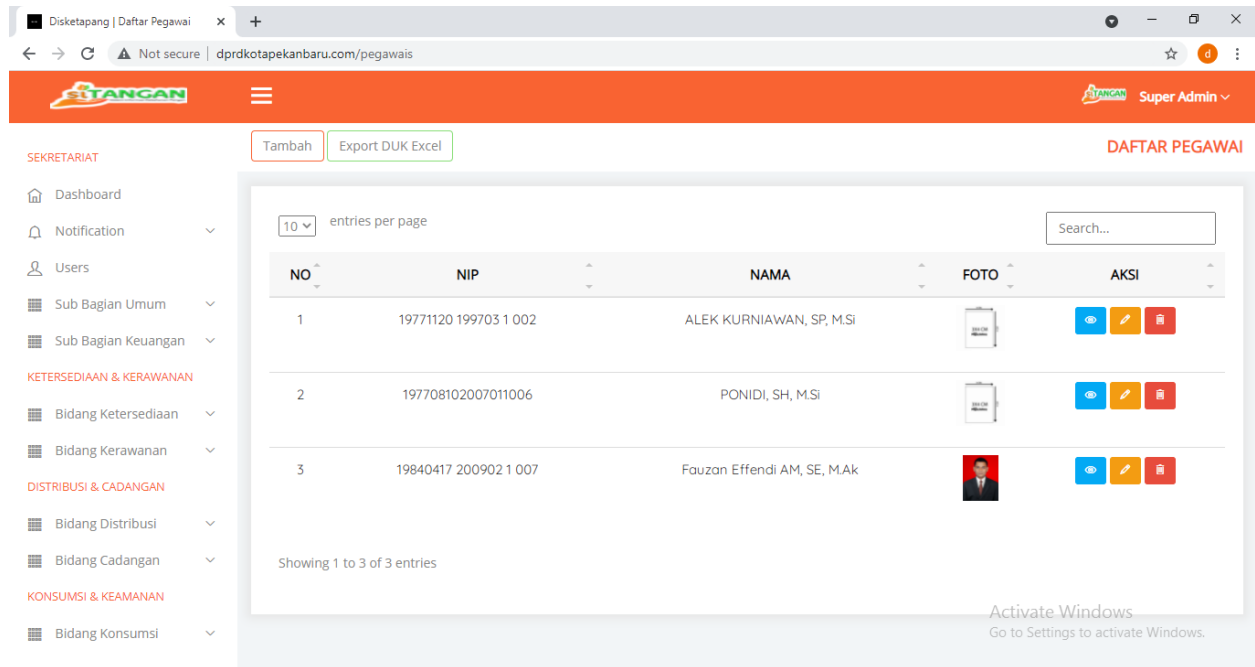 Disketapang | Daftar Pegawai
Not secure | dprdkotapekanbaru.com/pegawais
d
SiTANGAN
SiTANGAN Super Admin
Tambah Export DUK Excel DAFTAR PEGAWAI
SEKRETARIAT
Dashboard
Notification
Users
Sub Bagian Umum
Sub Bagian Keuangan
KETERSEDIAAN & KERAWANAN
Bidang Ketersediaan
Bidang Kerawanan
DISTRIBUSI & CADANGAN
Bidang Distribusi
Bidang Cadangan
KONSUMSI & KEAMANAN
Bidang Konsumsi
10 entries per page
Search...
NO NIP NAMA FOTO AKSI
1 19771120 199703 1 002 ALEK KURNIAWAN, SP, M.Si
2 197708102007011006 PONIDI, SH, M.Si
3 19840417 200902 1 007 Fauzan Effendi AM, SE, M.Ak
Showing 1 to 3 of 3 entries
Activate Windows
Go to Settings to activate Windows.